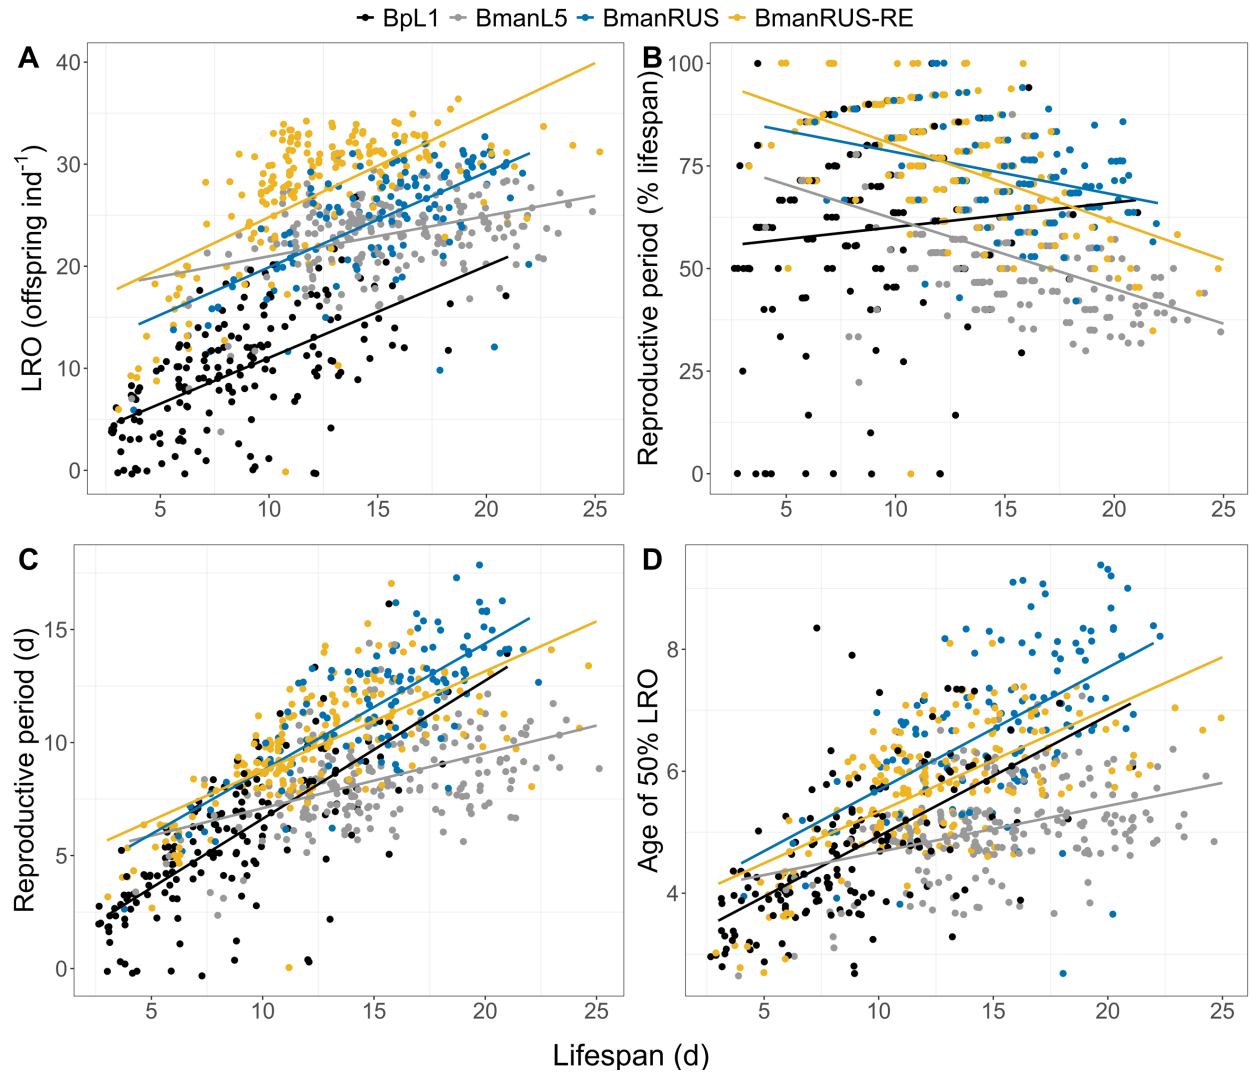 BpL1 BmanL5 BmanRUS BmanRUS-RE
A
LRO (offspring ind⁻¹)
40
30
20
10
0
5 10 15 20 25
B
Reproductive period (% lifespan)
100
75
50
25
0
5 10 15 20 25
C
Reproductive period (d)
15
10
5
0
5 10 15 20 25
D
Age of 50% LRO
8
6
4
5 10 15 20 25
Lifespan (d)